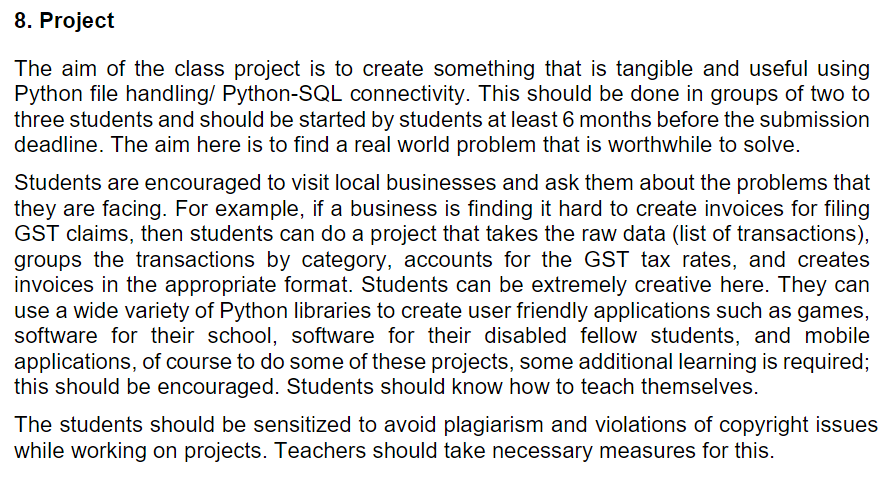 8. Project
The aim of the class project is to create something that is tangible and useful using
Python file handling/ Python-SQL connectivity. This should be done in groups of two to
three students and should be started by students at least 6 months before the submission
deadline. The aim here is to find a real world problem that is worthwhile to solve.
Students are encouraged to visit local businesses and ask them about the problems that
they are facing. For example, if a business is finding it hard to create invoices for filing
GST claims, then students can do a project that takes the raw data (list of transactions),
groups the transactions by category, accounts for the GST tax rates, and creates
invoices in the appropriate format. Students can be extremely creative here. They can
use a wide variety of Python libraries to create user friendly applications such as games,
software for their school, software for their disabled fellow students, and mobile
applications, of course to do some of these projects, some additional learning is required;
this should be encouraged. Students should know how to teach themselves.
The students should be sensitized to avoid plagiarism and violations of copyright issues
while working on projects. Teachers should take necessary measures for this.